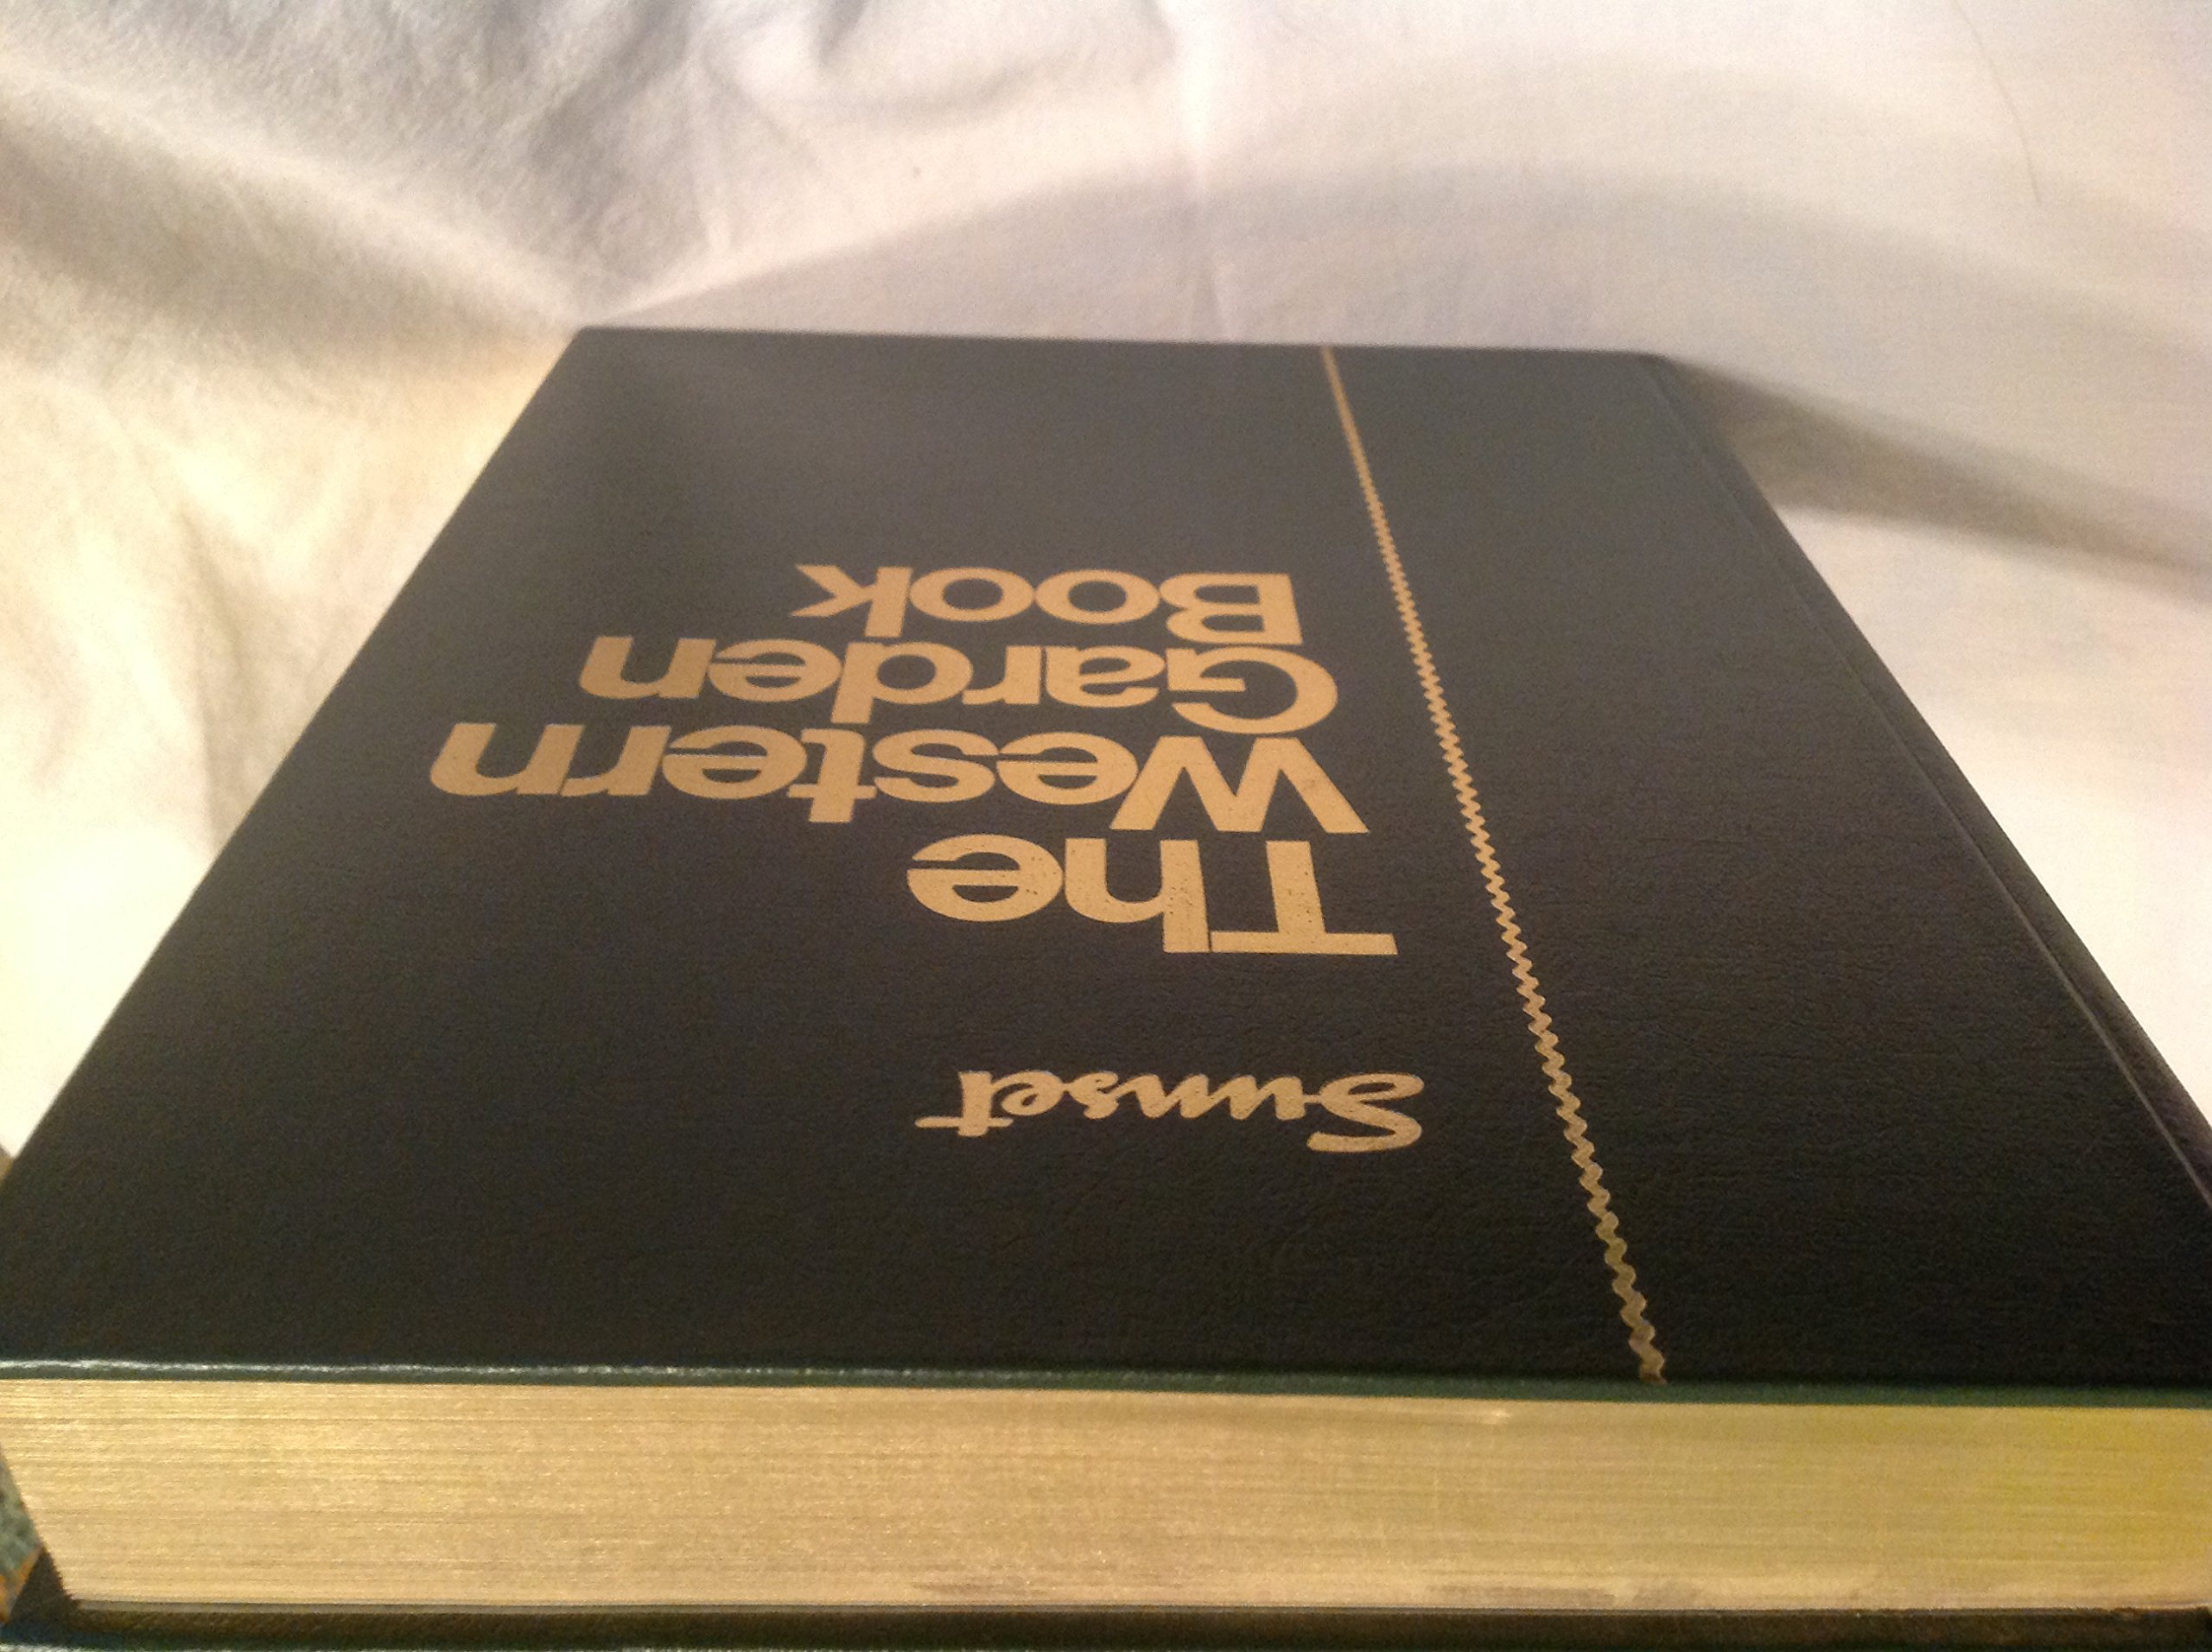 Sunset
The
Western
Garden
Book